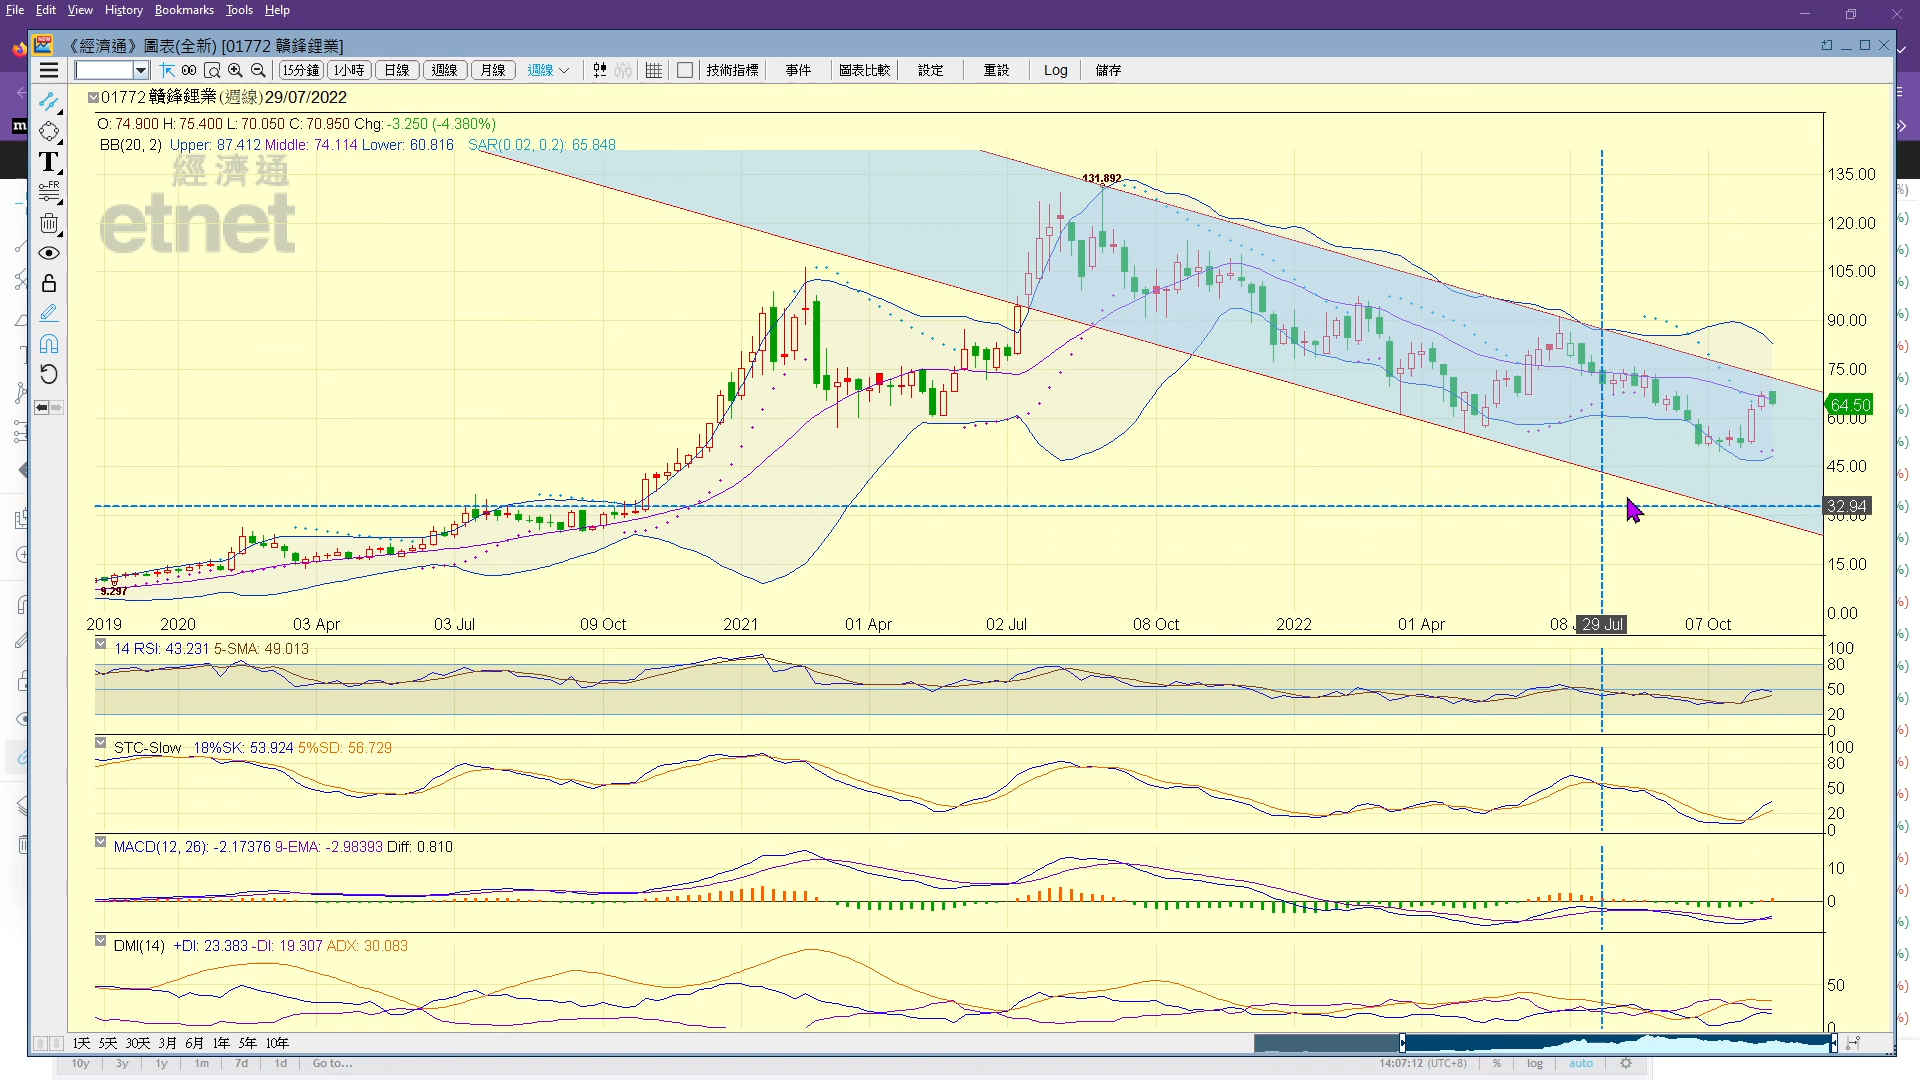 File Edit View History Bookmarks Tools Help
《經濟通》圖表(全新) [01772 贛鋒鋰業]
15分鐘 1小時 日線 週線 月線 週線 技術指標 事件 圖表比較 設定 重設 Log 儲存
01772 贛鋒鋰業(週線) 29/07/2022
O: 74.900 H: 75.400 L: 70.050 C: 70.950 Chg: -3.250 (-4.380%)
BB(20, 2) Upper: 87.412 Middle: 74.114 Lower: 60.816 SAR(0.02, 0.2): 65.848
經濟通
etnet
131.892
135.00
120.00
105.00
90.00
75.00
64.50
60.00
45.00
32.94
30.00
15.00
9.297
0.00
2019 2020 03 Apr 03 Jul 09 Oct 2021 01 Apr 02 Jul 08 Oct 2022 01 Apr 08 29 Jul 07 Oct
14 RSI: 43.231 5-SMA: 49.013
100
80
50
20
0
STC-Slow 18%SK: 53.924 5%SD: 56.729
100
80
50
20
0
MACD(12, 26): -2.17376 9-EMA: -2.98393 Diff: 0.810
10
0
DMI(14) +DI: 23.383 -DI: 19.307 ADX: 30.083
50
0
1天 5天 30天 3月 6月 1年 5年 10年
10y 3y 1y 1m 7d 1d Go to... 14:07:12 (UTC+8) % log auto